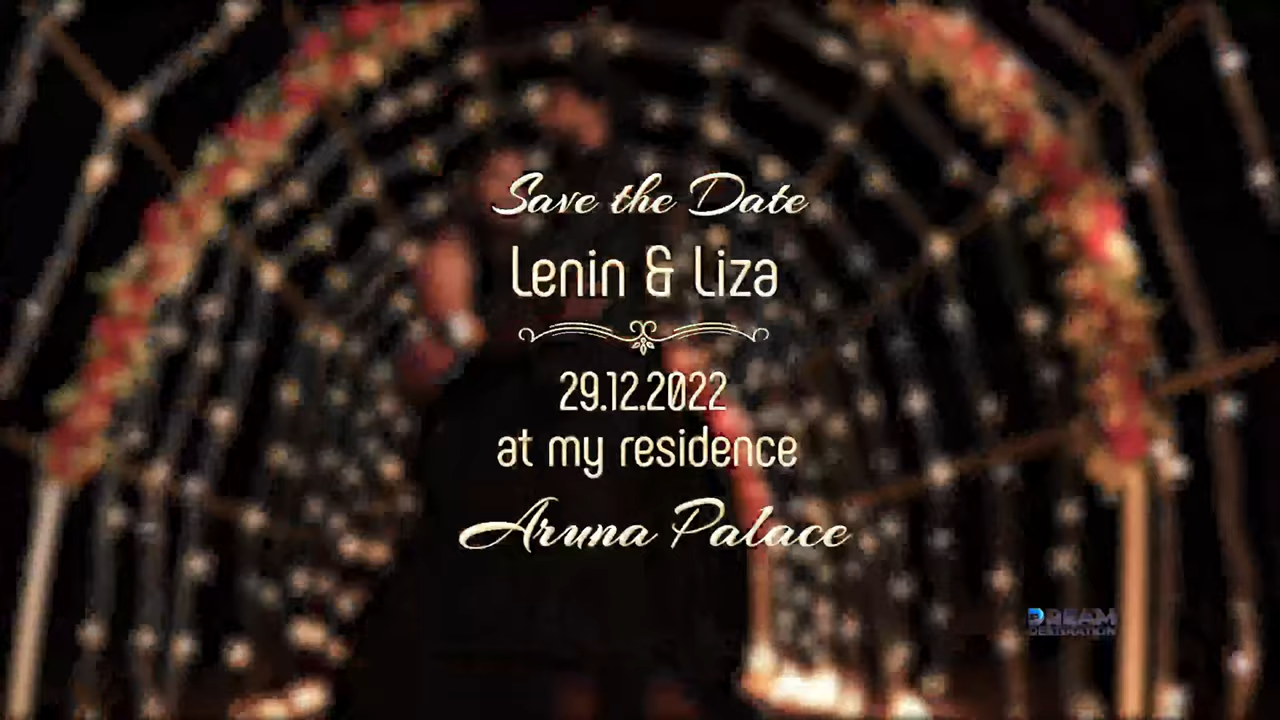 Save the Date
Lenin & Liza
29.12.2022
at my residence
Aruna Palace
DREAM
DESTINATION